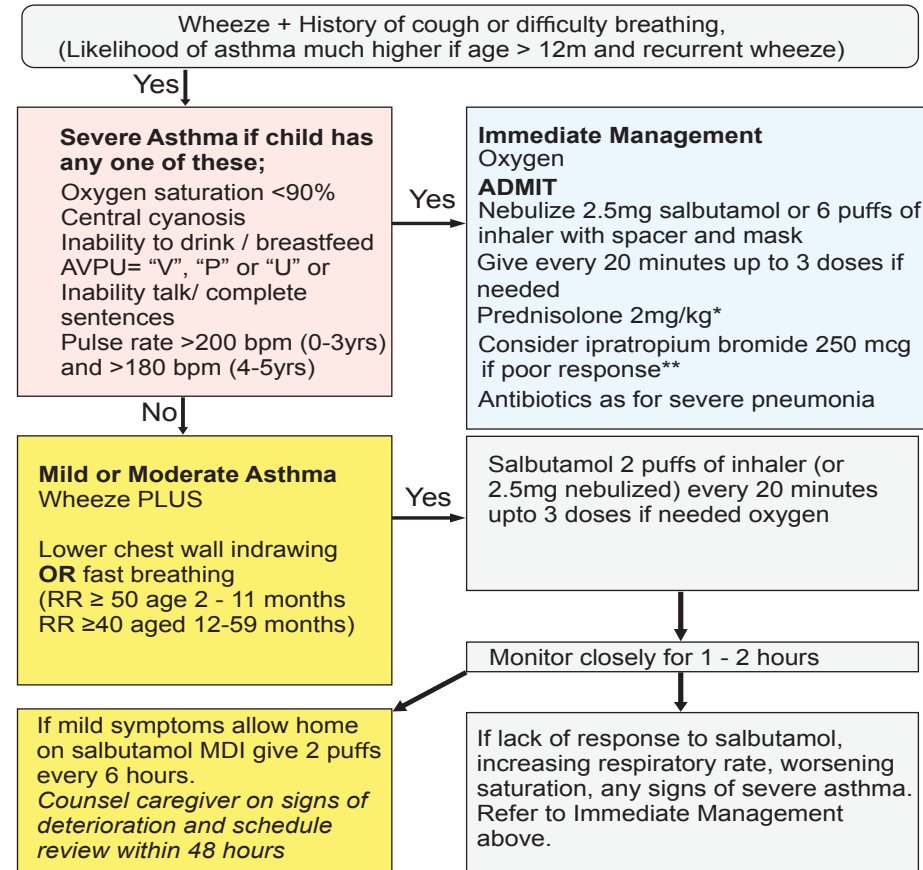 Wheeze + History of cough or difficulty breathing,
(Likelihood of asthma much higher if age > 12m and recurrent wheeze)
Yes
Severe Asthma if child has
any one of these;
Oxygen saturation <90%
Central cyanosis
Inability to drink / breastfeed
AVPU= “V”, “P” or “U” or
Inability talk/ complete
sentences
Pulse rate >200 bpm (0-3yrs)
and >180 bpm (4-5yrs)
Yes
Immediate Management
Oxygen
ADMIT
Nebulize 2.5mg salbutamol or 6 puffs of
inhaler with spacer and mask
Give every 20 minutes up to 3 doses if
needed
Prednisolone 2mg/kg*
Consider ipratropium bromide 250 mcg
if poor response**
Antibiotics as for severe pneumonia
No
Mild or Moderate Asthma
Wheeze PLUS
Lower chest wall indrawing
OR fast breathing
(RR ≥ 50 age 2 - 11 months
RR ≥40 aged 12-59 months)
Yes
Salbutamol 2 puffs of inhaler (or
2.5mg nebulized) every 20 minutes
upto 3 doses if needed oxygen
Monitor closely for 1 - 2 hours
If mild symptoms allow home
on salbutamol MDI give 2 puffs
every 6 hours.
Counsel caregiver on signs of
deterioration and schedule
review within 48 hours
If lack of response to salbutamol,
increasing respiratory rate, worsening
saturation, any signs of severe asthma.
Refer to Immediate Management
above.